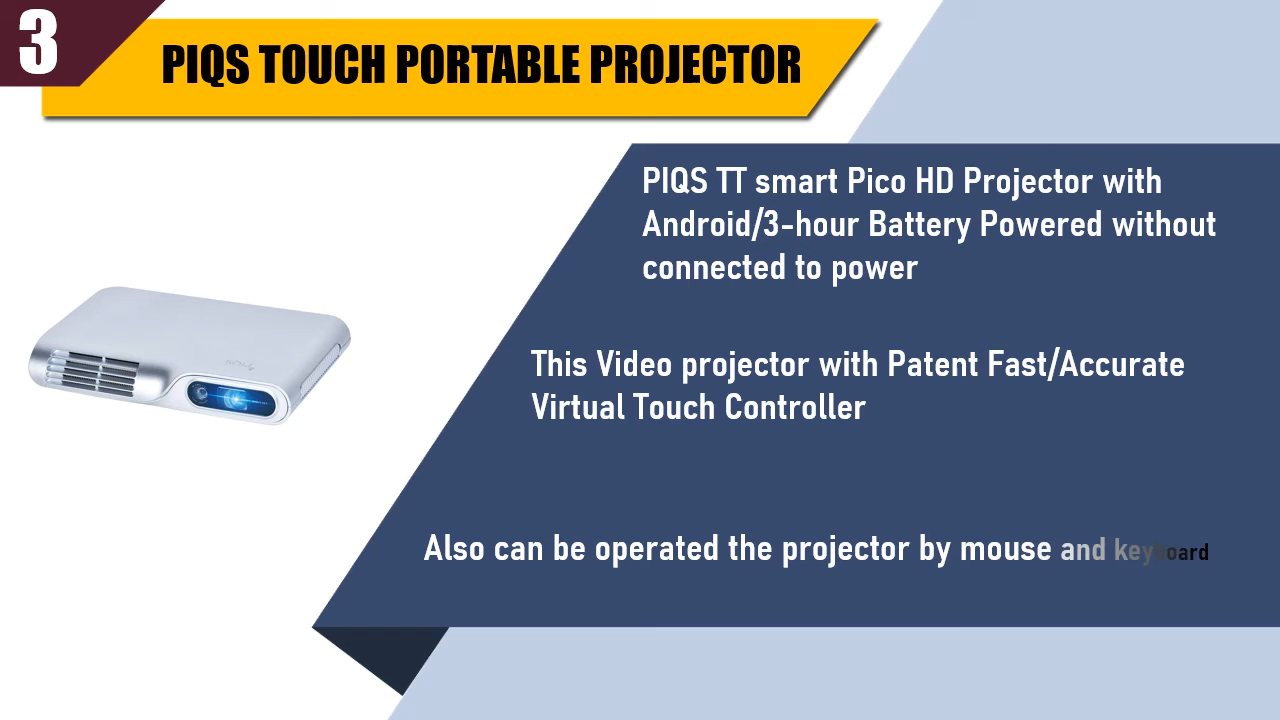 3
PIQS TOUCH PORTABLE PROJECTOR
PIQS TT smart Pico HD Projector with
Android/3-hour Battery Powered without
connected to power
This Video projector with Patent Fast/Accurate
Virtual Touch Controller
Also can be operated the projector by mouse and keyboard